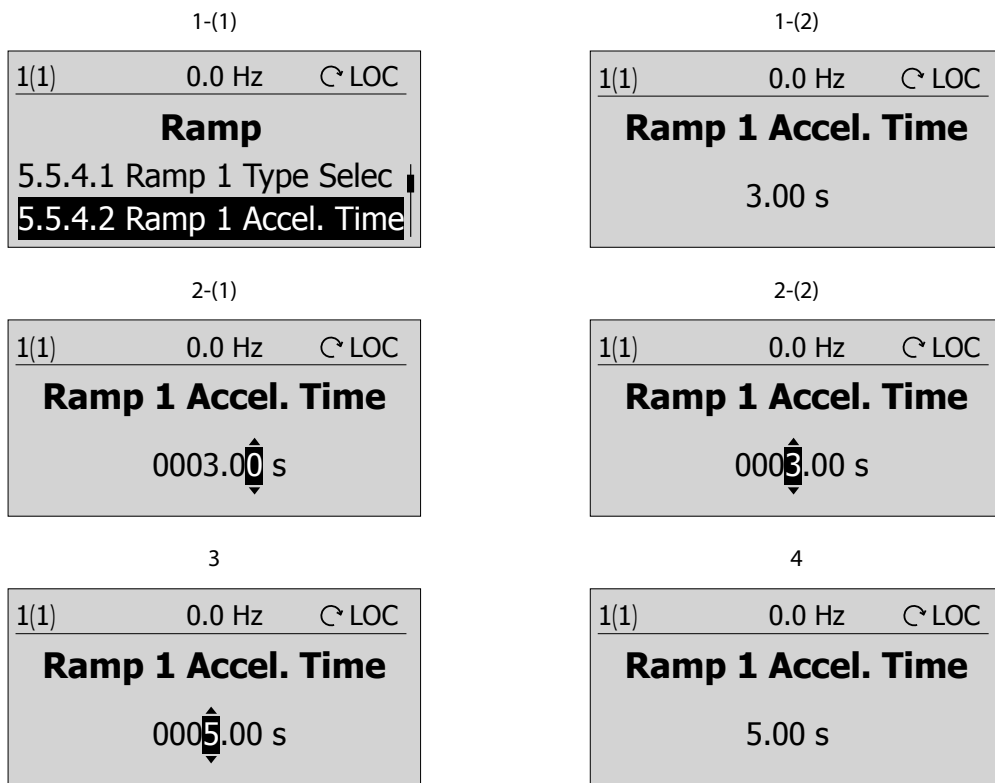 1-(1)
1(1) 0.0 Hz LOC
Ramp
5.5.4.1 Ramp 1 Type Selec
5.5.4.2 Ramp 1 Accel. Time
1-(2)
1(1) 0.0 Hz LOC
Ramp 1 Accel. Time
3.00 s
2-(1)
1(1) 0.0 Hz LOC
Ramp 1 Accel. Time
0003.00 s
2-(2)
1(1) 0.0 Hz LOC
Ramp 1 Accel. Time
0003.00 s
3
1(1) 0.0 Hz LOC
Ramp 1 Accel. Time
0005.00 s
4
1(1) 0.0 Hz LOC
Ramp 1 Accel. Time
5.00 s